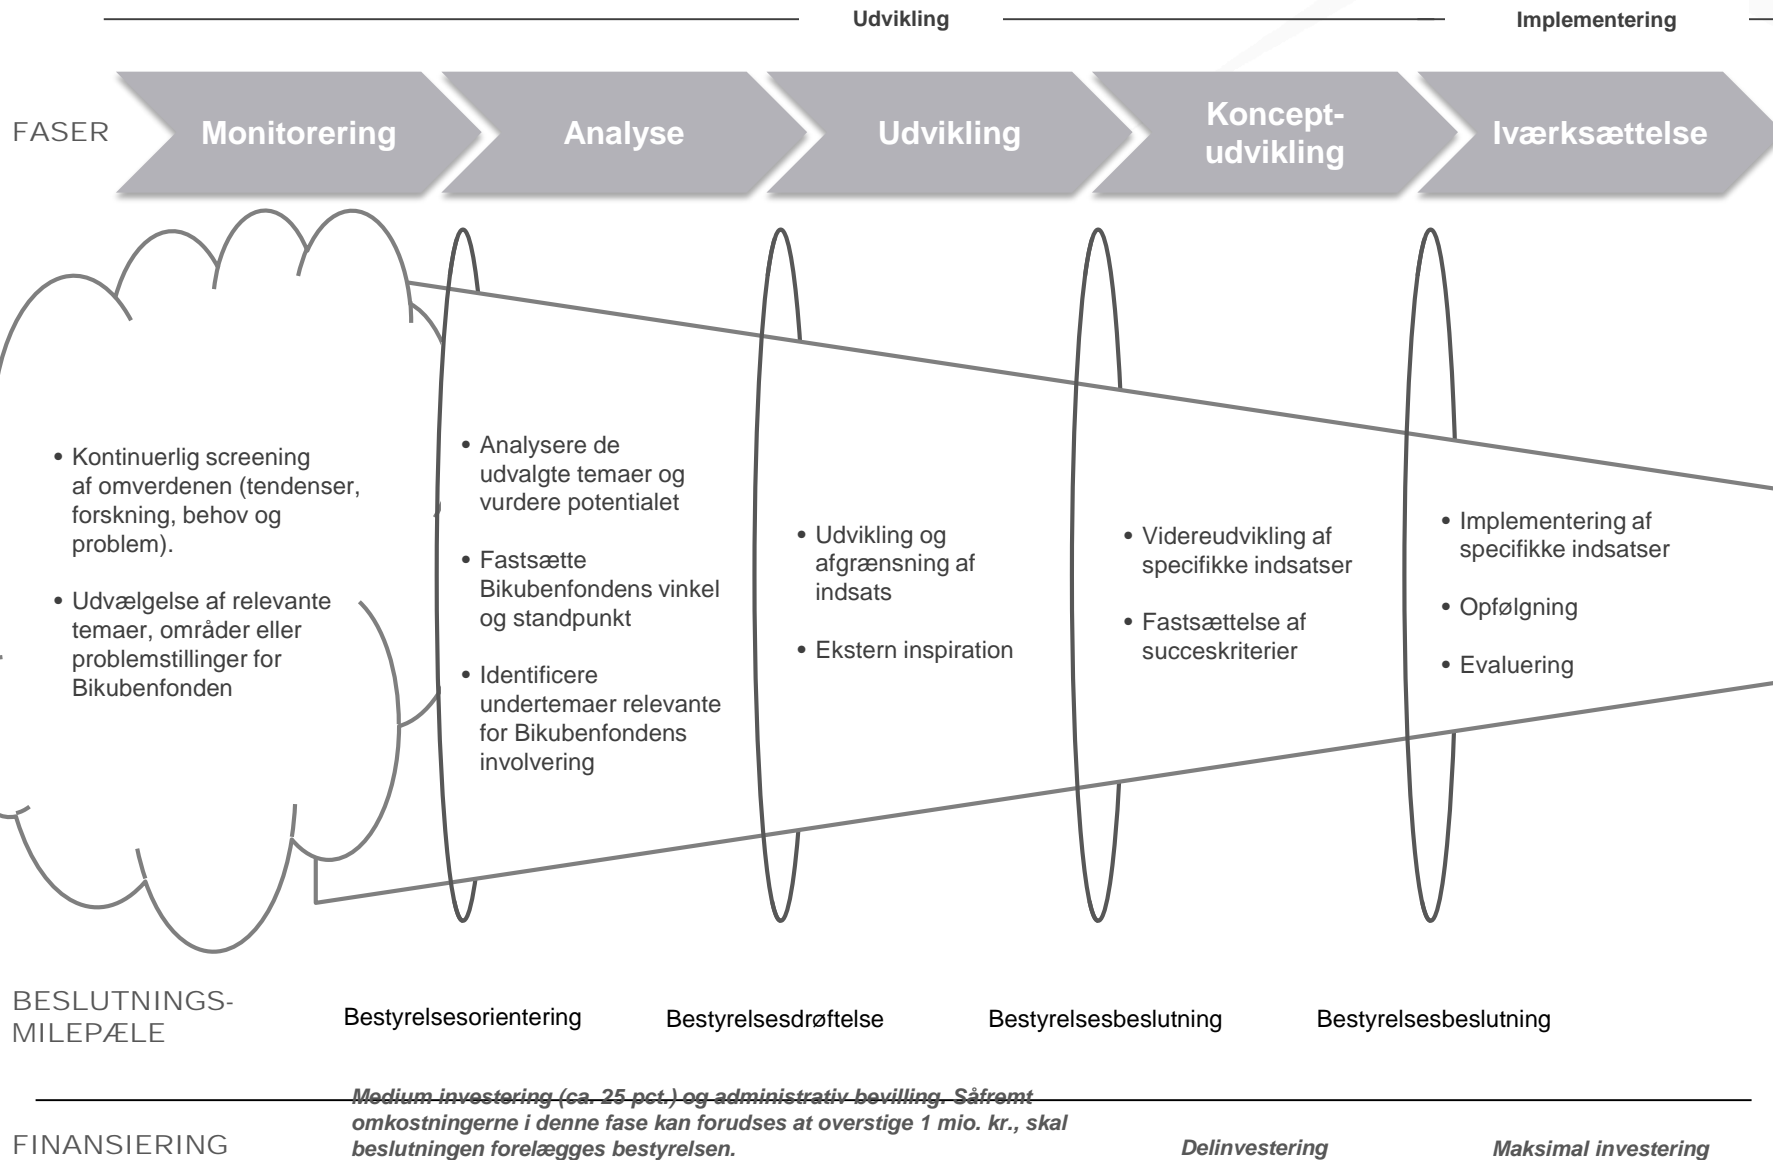 Udvikling
Implementering
FASER
Monitorering
Analyse
Udvikling
Koncept-
udvikling
Iværksættelse
• Kontinuerlig screening
af omverdenen (tendenser,
forskning, behov og
problem).
• Udvælgelse af relevante
temaer, områder eller
problemstillinger for
Bikubenfonden
• Analysere de
udvalgte temaer og
vurdere potentialet
• Fastsætte
Bikubenfondens vinkel
og standpunkt
• Identificere
undertemaer relevante
for Bikubenfondens
involvering
• Udvikling og
afgrænsning af
indsats
• Ekstern inspiration
• Videreudvikling af
specifikke indsatser
• Fastsættelse af
succeskriterier
• Implementering af
specifikke indsatser
• Opfølgning
• Evaluering
BESLUTNINGS-
MILEPÆLE
Bestyrelsesorientering
Bestyrelsesdrøftelse
Bestyrelsesbeslutning
Bestyrelsesbeslutning
FINANSIERING
Medium investering (ca. 25 pct.) og administrativ bevilling. Såfremt
omkostningerne i denne fase kan forudses at overstige 1 mio. kr., skal
beslutningen forelægges bestyrelsen.
Delinvestering
Maksimal investering